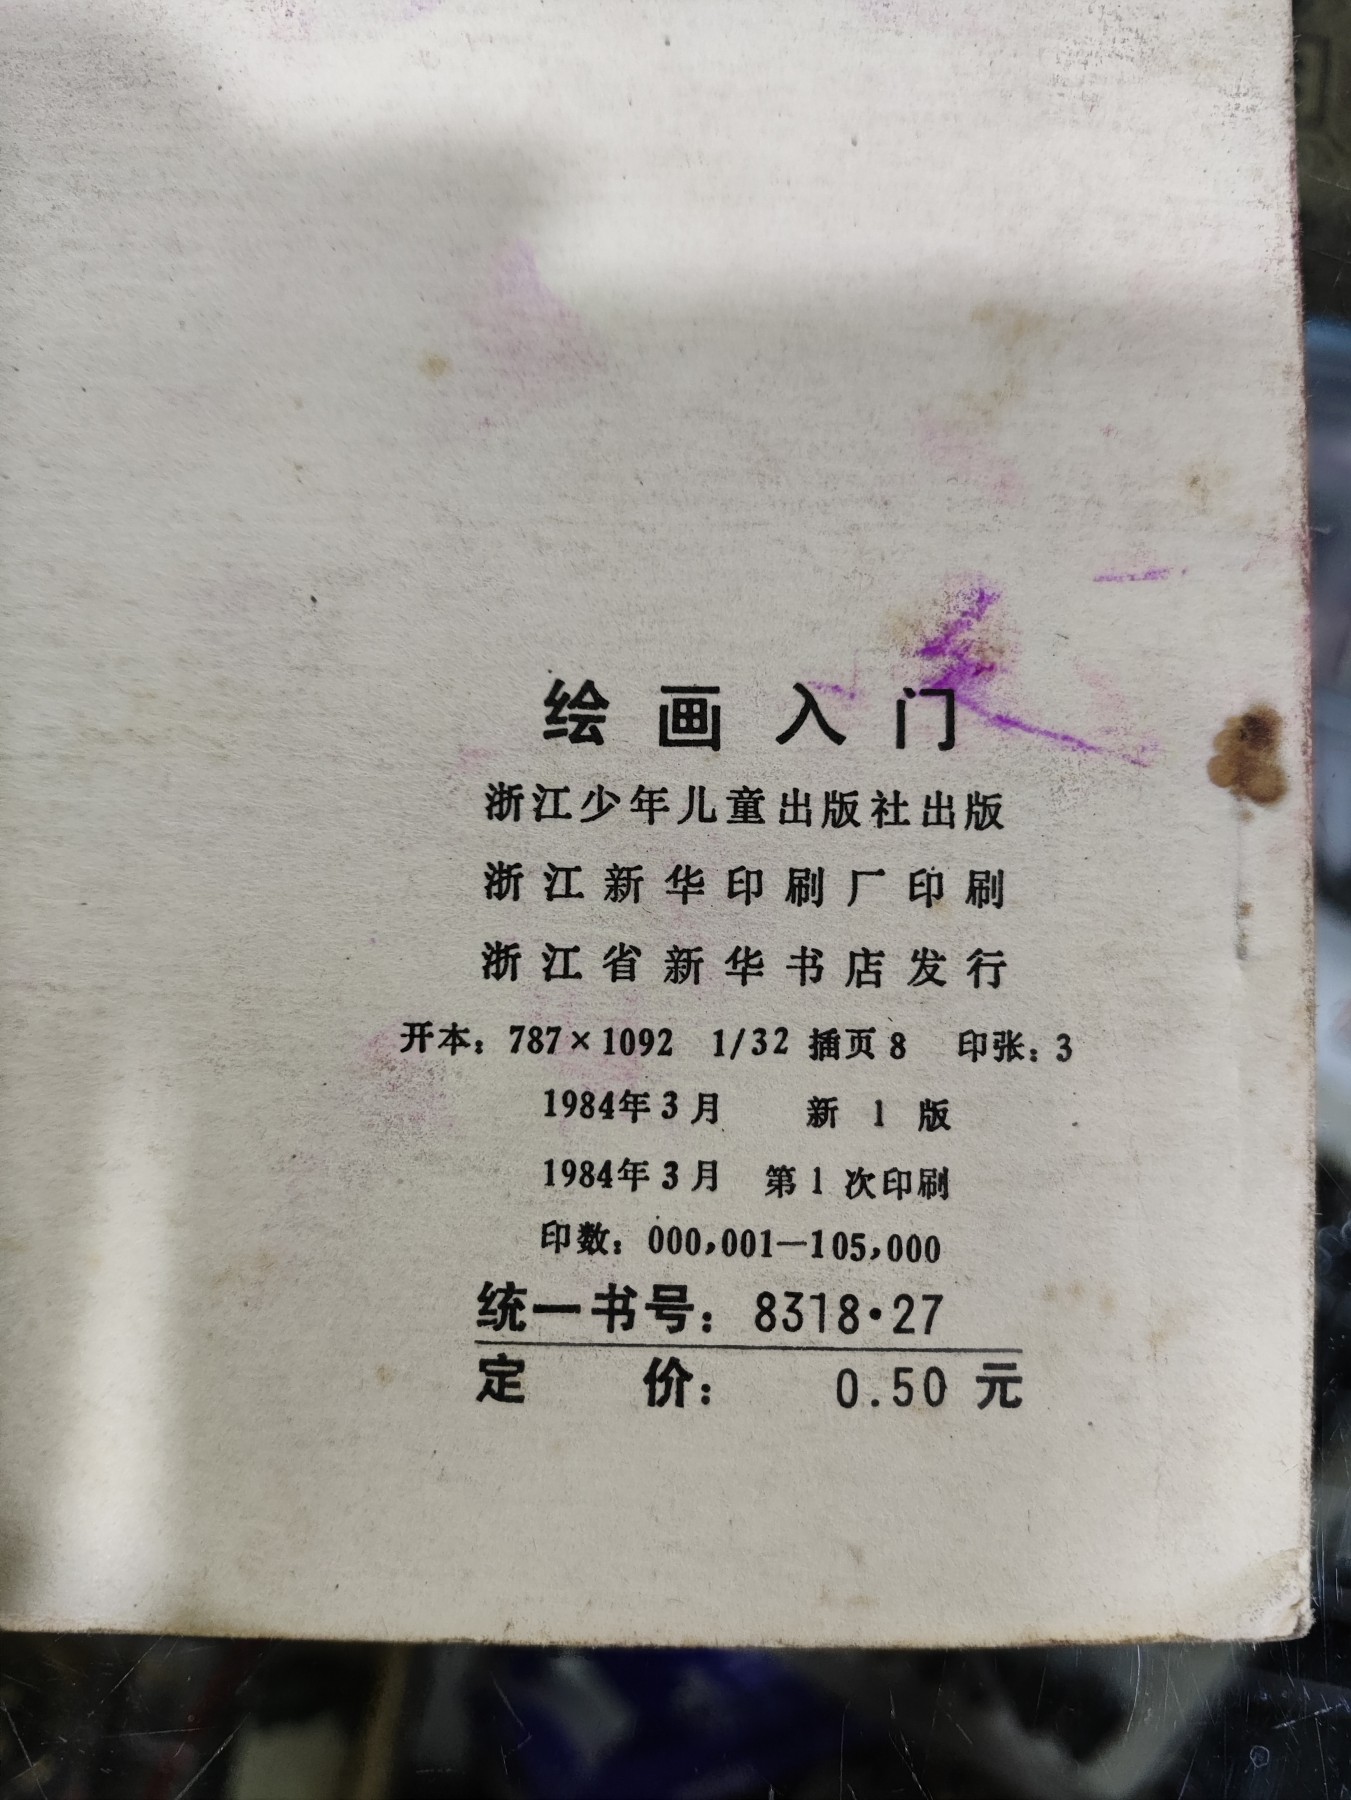 绘画入门
浙江少年儿童出版社出版
浙江新华印刷厂印刷
浙江省新华书店发行
开本：787×1092 1/32 插页8 印张：3
1984年3月 新1版
1984年3月 第1次印刷
印数：000,001—105,000
统一书号：8318·27
定价：0.50元